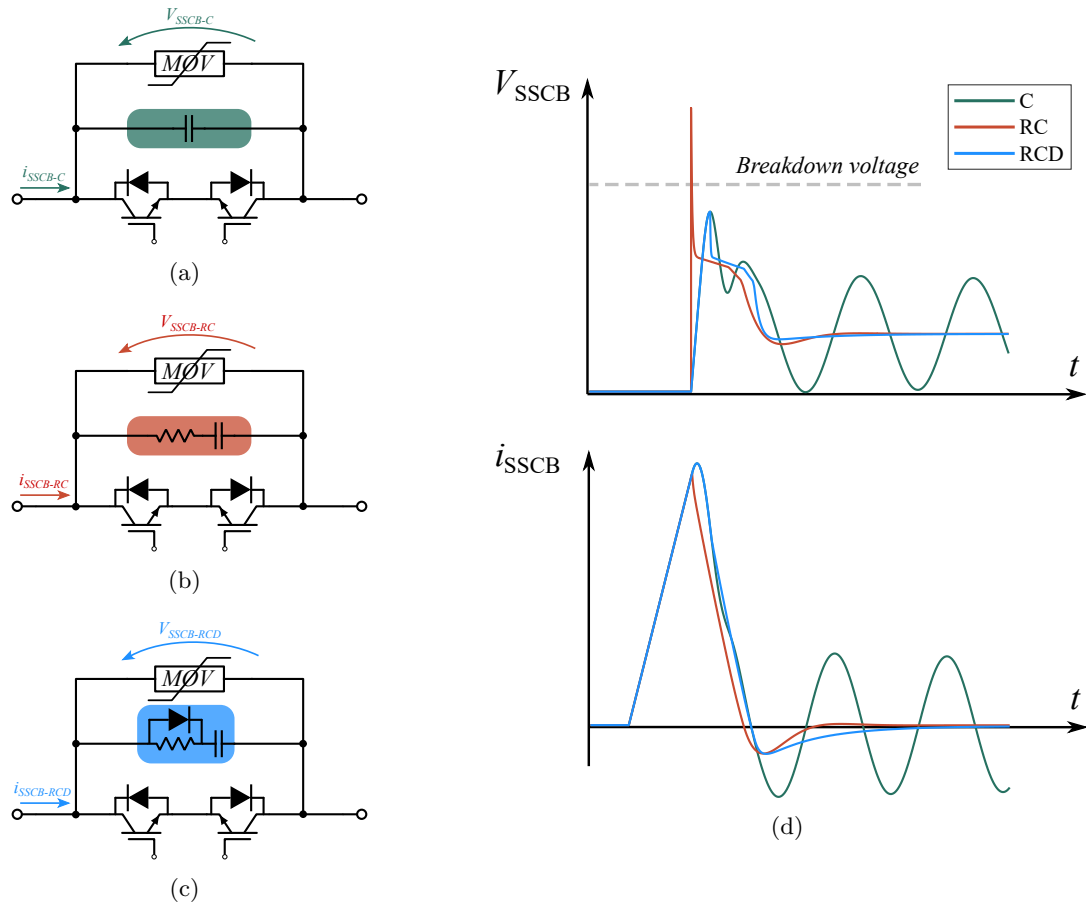 V_SSCB-C
MOV
i_SSCB-C
(a)
V_SSCB-RC
MOV
i_SSCB-RC
(b)
V_SSCB-RCD
MOV
i_SSCB-RCD
(c)
V_SSCB
C
RC
RCD
Breakdown voltage
t
i_SSCB
t
(d)